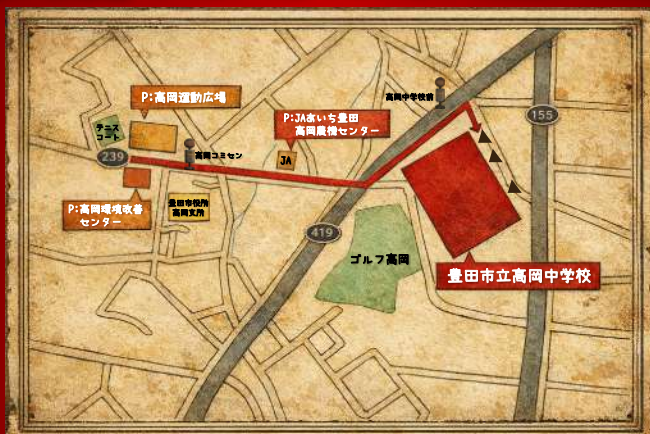 P:高岡運動広場
高岡中学校前
155
P:JAあいち豊田
高岡農機センター
テニス
コート
239
高岡コミセン
JA
P:高岡環境改善
センター
豊田市役所
高岡支所
419
ゴルフ高岡
豊田市立高岡中学校